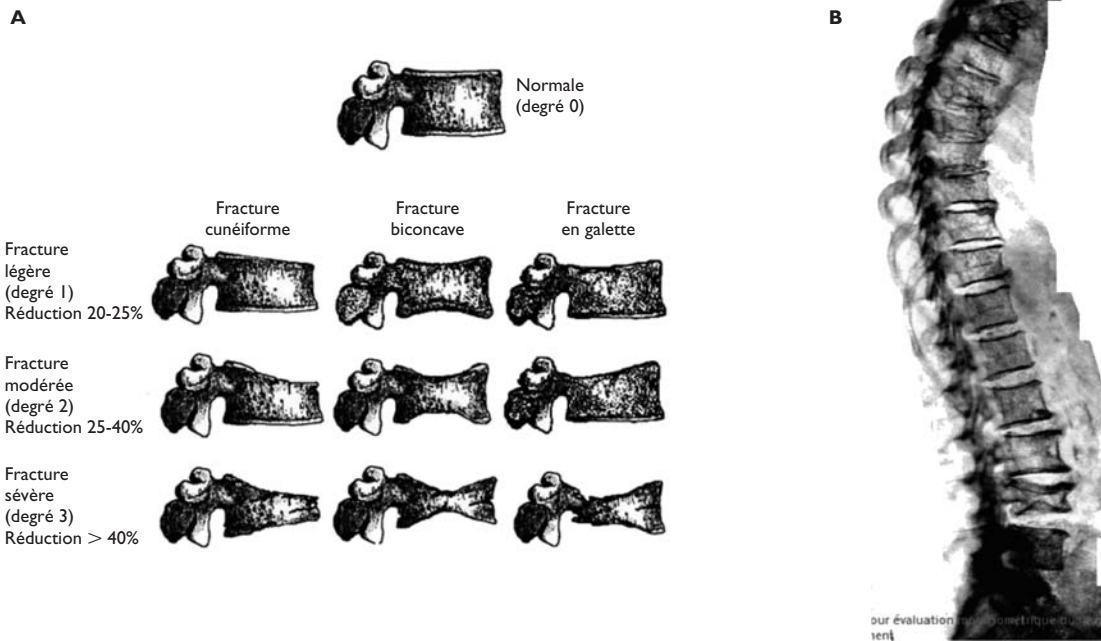 A
B
Normale
(degré 0)
Fracture
cunéiforme
Fracture
biconcave
Fracture
en galette
Fracture
légère
(degré 1)
Réduction 20-25%
Fracture
modérée
(degré 2)
Réduction 25-40%
Fracture
sévère
(degré 3)
Réduction > 40%
our évaluation
ment